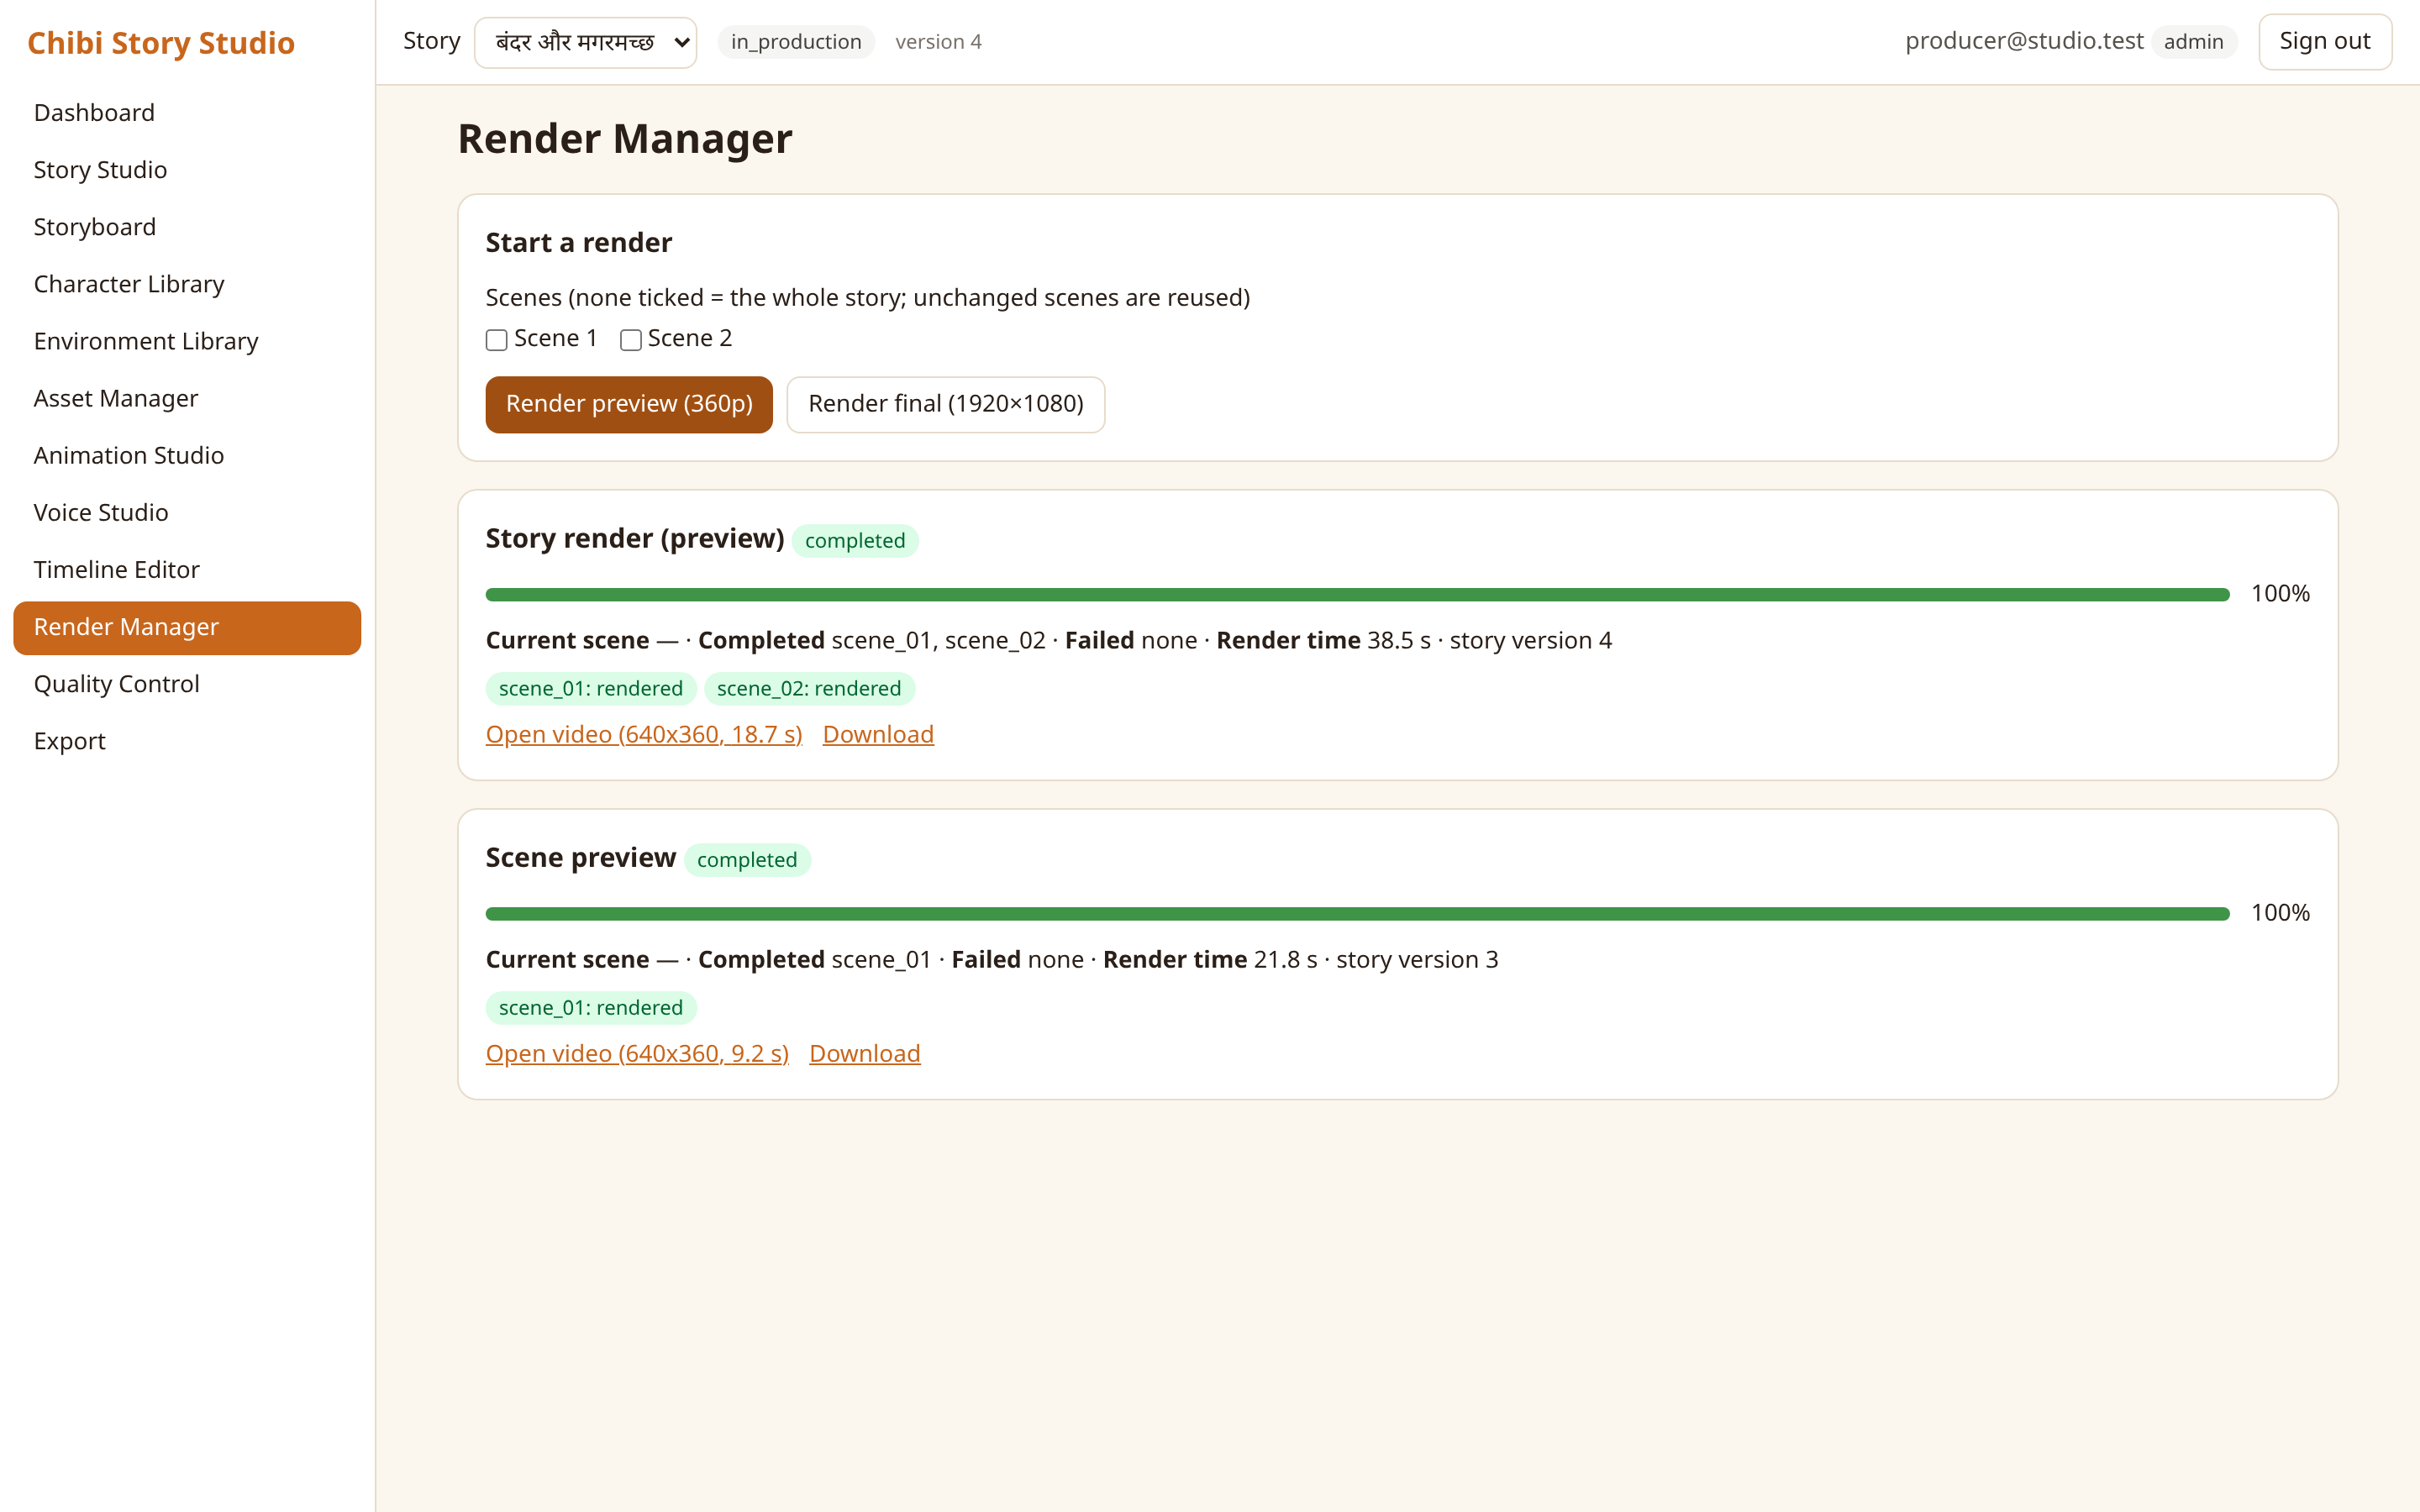 Chibi Story Studio
Dashboard
Story Studio
Storyboard
Character Library
Environment Library
Asset Manager
Animation Studio
Voice Studio
Timeline Editor
Render Manager
Quality Control
Export
Story बंदर और मगरमच्छ in_production version 4 producer@studio.test admin Sign out
Render Manager
Start a render
Scenes (none ticked = the whole story; unchanged scenes are reused)
Scene 1 Scene 2
Render preview (360p) Render final (1920×1080)
Story render (preview) completed
100%
Current scene — · Completed scene_01, scene_02 · Failed none · Render time 38.5 s · story version 4
scene_01: rendered scene_02: rendered
Open video (640x360, 18.7 s) Download
Scene preview completed
100%
Current scene — · Completed scene_01 · Failed none · Render time 21.8 s · story version 3
scene_01: rendered
Open video (640x360, 9.2 s) Download